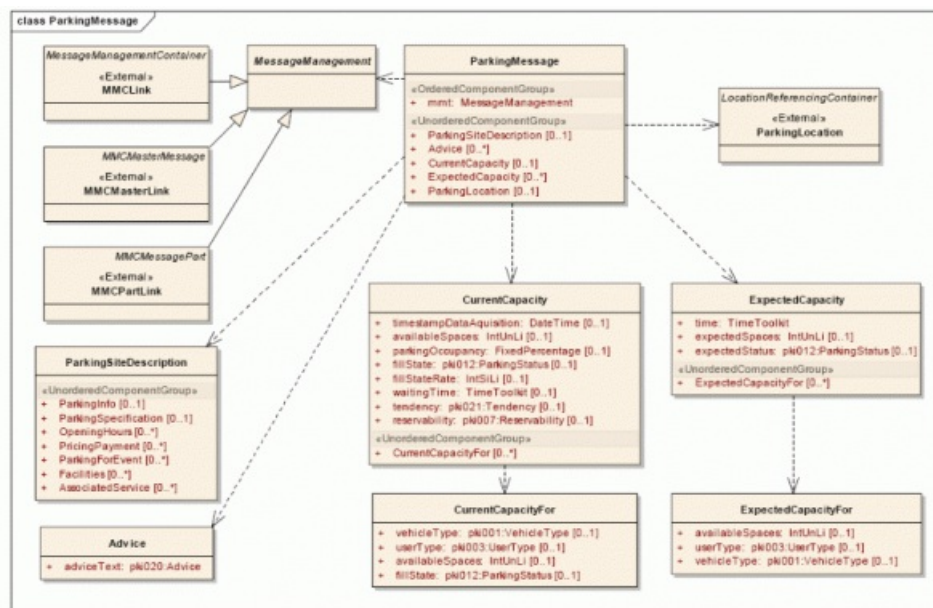 class ParkingMessage
MessageManagementContainer
«External»
MMCLink
MessageManagement
ParkingMessage
«OrderedComponentGroup»
+ mmt: MessageManagement
«UnorderedComponentGroup»
+ ParkingSiteDescription [0..1]
+ Advice [0..*]
+ CurrentCapacity [0..1]
+ ExpectedCapacity [0..*]
+ ParkingLocation [0..1]
LocationReferencingContainer
«External»
ParkingLocation
MMCMasterMessage
«External»
MMCMasterLink
MMCMessagePart
«External»
MMCPartLink
CurrentCapacity
+ timestampDataAquisition: DateTime [0..1]
+ availableSpaces: IntUnLi [0..1]
+ parkingOccupancy: FixedPercentage [0..1]
+ fillState: pki012:ParkingStatus [0..1]
+ fillStateRate: IntSiLi [0..1]
+ waitingTime: TimeToolkit [0..1]
+ tendency: pki021:Tendency [0..1]
+ reservability: pki007:Reservability [0..1]
«UnorderedComponentGroup»
+ CurrentCapacityFor [0..*]
ExpectedCapacity
+ time: TimeToolkit
+ expectedSpaces: IntUnLi [0..1]
+ expectedStatus: pki012:ParkingStatus [0..1]
«UnorderedComponentGroup»
+ ExpectedCapacityFor [0..*]
ParkingSiteDescription
«UnorderedComponentGroup»
+ ParkingInfo [0..1]
+ ParkingSpecification [0..1]
+ OpeningHours [0..*]
+ PricingPayment [0..*]
+ ParkingForEvent [0..*]
+ Facilities [0..*]
+ AssociatedService [0..*]
CurrentCapacityFor
+ vehicleType: pki001:VehicleType [0..1]
+ userType: pki003:UserType [0..1]
+ availableSpaces: IntUnLi [0..1]
+ fillState: pki012:ParkingStatus [0..1]
ExpectedCapacityFor
+ availableSpaces: IntUnLi [0..1]
+ userType: pki003:UserType [0..1]
+ vehicleType: pki001:VehicleType [0..1]
Advice
+ adviceText: pki020:Advice